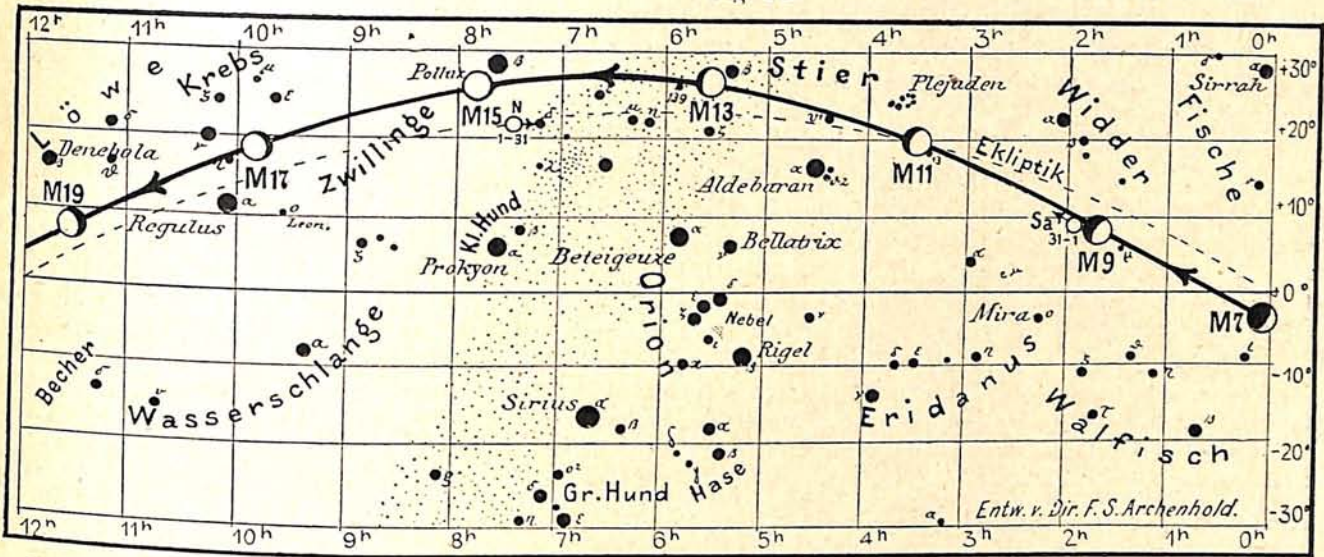 12h 11h 10h 9h 8h 7h 6h 5h 4h 3h 2h 1h 0h
+30°
+20°
+10°
0°
-10°
-20°
-30°
Löwe
Krebs
Zwillinge
Stier
Widder
Fische
Pollux
Plejuden
Sirrah
Denebola
Regulus
Leon.
Aldebaran
Ekliptik
M19
M17
M15
N
1-31
M13
139
M11
Sa
31-1
M9
M7
Kl.Hund
Prokyon
Beteigeuze
Bellatrix
Orion
Nebel
Rigel
Mira
Becher
Wasserschlange
Sirius
Gr.Hund
Hase
Eridanus
Walfisch
Entw. v. Dir. F. S. Archenhold.
12h 11h 10h 9h 8h 7h 6h 5h 4h 3h 2h 1h 0h